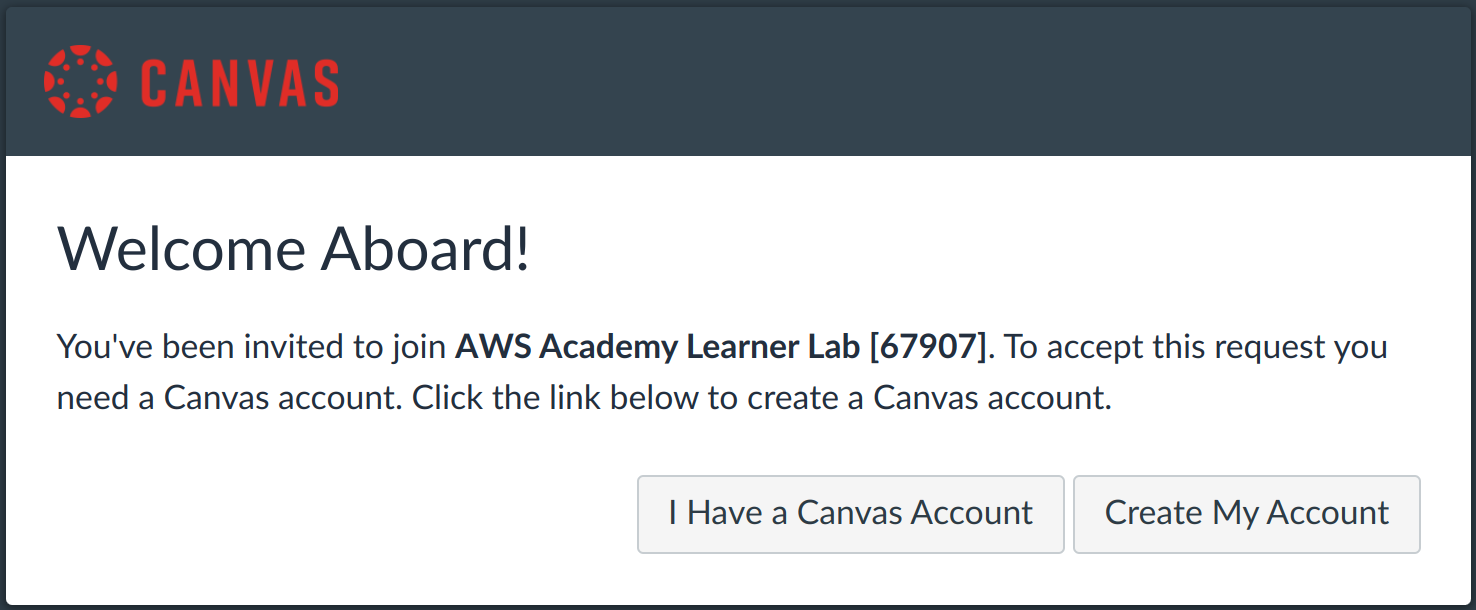 CANVAS
Welcome Aboard!
You've been invited to join AWS Academy Learner Lab [67907]. To accept this request you
need a Canvas account. Click the link below to create a Canvas account.
I Have a Canvas Account
Create My Account